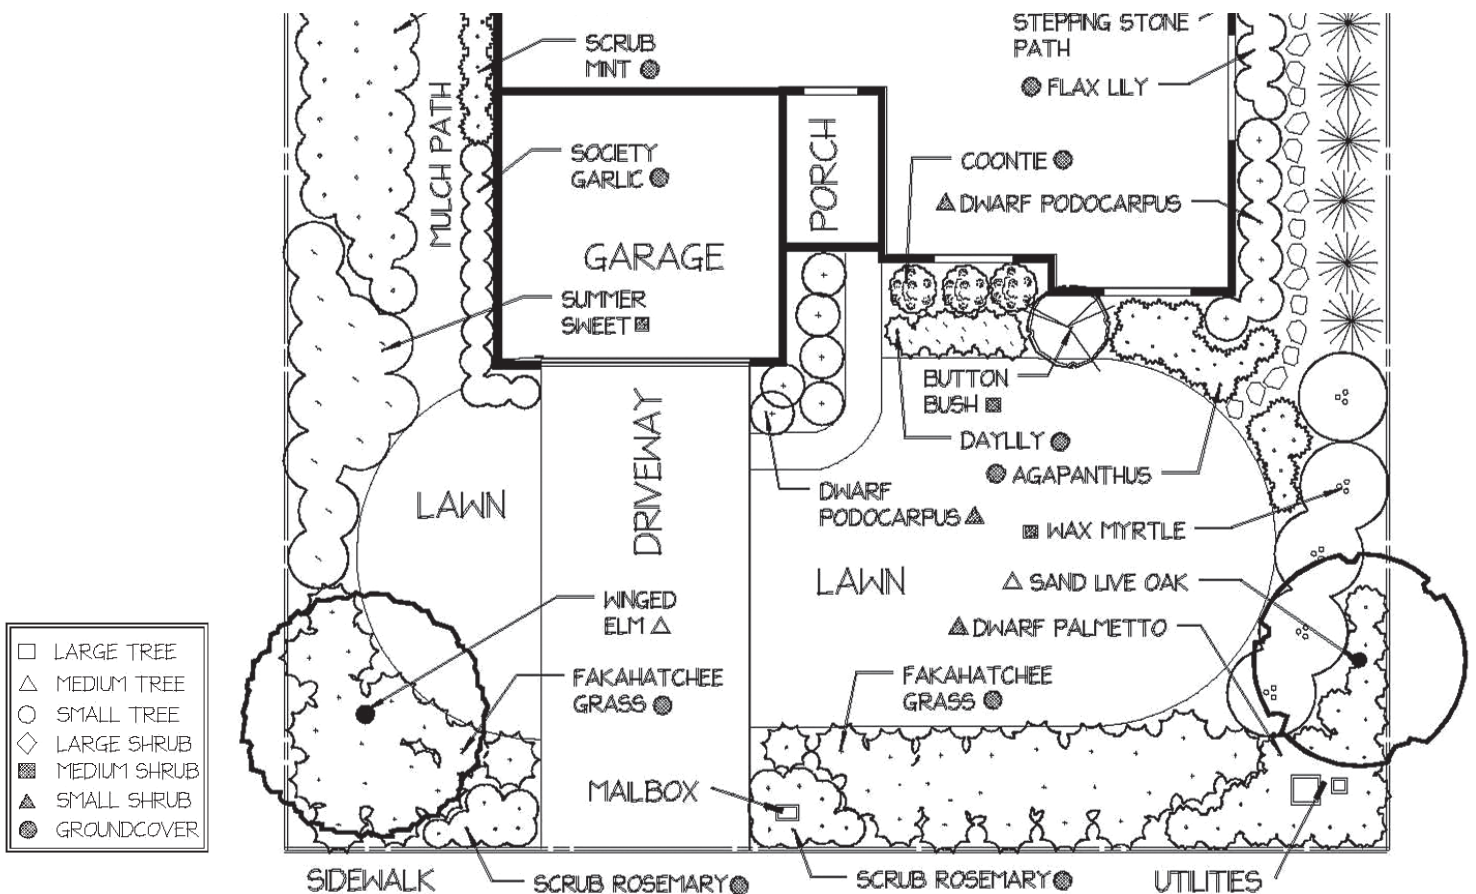 STEPPING STONE
PATH
SCRUB
MINT
FLAX LILY
MULCH PATH
SOCIETY
GARLIC
PORCH
COONTIE
DWARF PODOCARPUS
GARAGE
SUMMER
SWEET
BUTTON
BUSH
DRIVEWAY
DAYLILY
AGAPANTHUS
LAWN
DWARF
PODOCARPUS
WAX MYRTLE
LAWN
SAND LIVE OAK
WINGED
ELM
DWARF PALMETTO
FAKAHATCHEE
GRASS
FAKAHATCHEE
GRASS
LARGE TREE
MEDIUM TREE
SMALL TREE
LARGE SHRUB
MEDIUM SHRUB
SMALL SHRUB
GROUNDCOVER
MAILBOX
SIDEWALK
SCRUB ROSEMARY
SCRUB ROSEMARY
UTILITIES